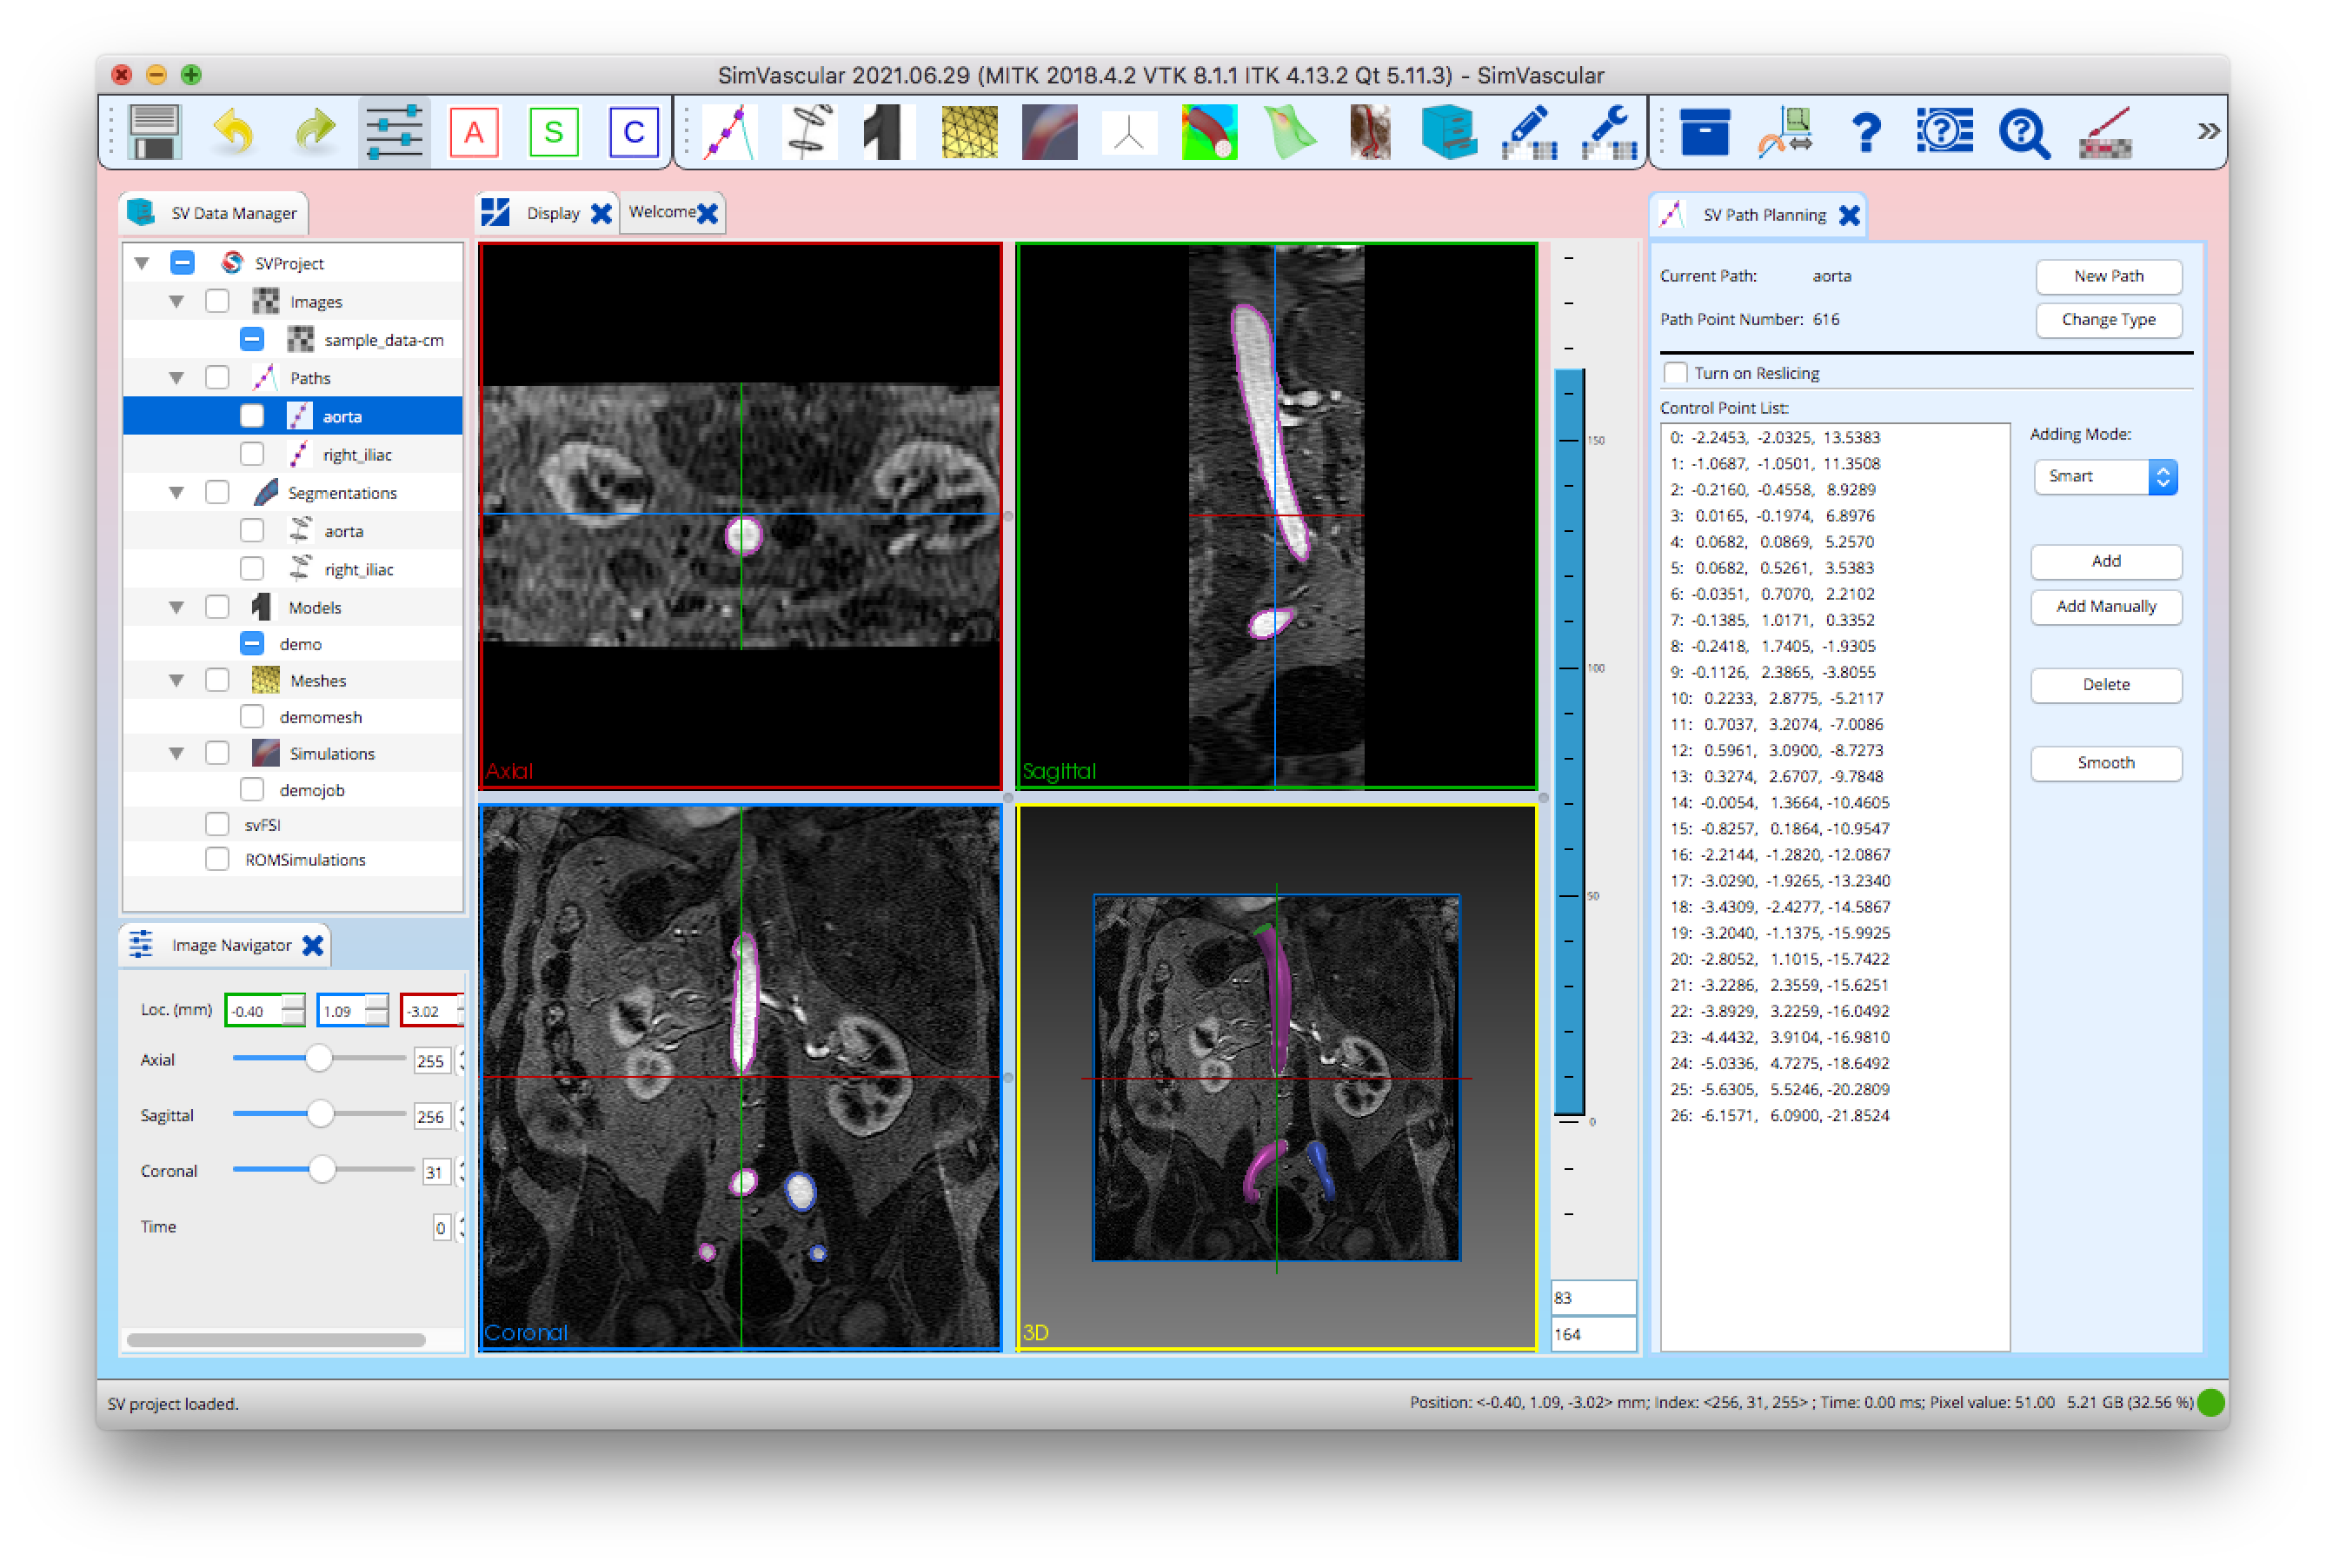 SimVascular 2021.06.29 (MITK 2018.4.2 VTK 8.1.1 ITK 4.13.2 Qt 5.11.3) - SimVascular
A S C
SV Data Manager
SVProject
Images
sample_data-cm
Paths
aorta
right_iliac
Segmentations
aorta
right_iliac
Models
demo
Meshes
demomesh
Simulations
demojob
svFSI
ROMSimulations
Image Navigator
Loc. (mm) -0.40 1.09 -3.02
Axial 255
Sagittal 256
Coronal 31
Time 0
Display Welcome
Axial
Sagittal
Coronal
3D
150
100
50
0
83
164
SV Path Planning
Current Path: aorta New Path
Path Point Number: 616 Change Type
Turn on Reslicing
Control Point List:
0: -2.2453, -2.0325, 13.5383
1: -1.0687, -1.0501, 11.3508
2: -0.2160, -0.4558, 8.9289
3: 0.0165, -0.1974, 6.8976
4: 0.0682, 0.0869, 5.2570
5: 0.0682, 0.5261, 3.5383
6: -0.0351, 0.7070, 2.2102
7: -0.1385, 1.0171, 0.3352
8: -0.2418, 1.7405, -1.9305
9: -0.1126, 2.3865, -3.8055
10: 0.2233, 2.8775, -5.2117
11: 0.7037, 3.2074, -7.0086
12: 0.5961, 3.0900, -8.7273
13: 0.3274, 2.6707, -9.7848
14: -0.0054, 1.3664, -10.4605
15: -0.8257, 0.1864, -10.9547
16: -2.2144, -1.2820, -12.0867
17: -3.0290, -1.9265, -13.2340
18: -3.4309, -2.4277, -14.5867
19: -3.2040, -1.1375, -15.9925
20: -2.8052, 1.1015, -15.7422
21: -3.2286, 2.3559, -15.6251
22: -3.8929, 3.2259, -16.0492
23: -4.4432, 3.9104, -16.9810
24: -5.0336, 4.7275, -18.6492
25: -5.6305, 5.5246, -20.2809
26: -6.1571, 6.0900, -21.8524
Adding Mode:
Smart
Add
Add Manually
Delete
Smooth
SV project loaded.
Position: <-0.40, 1.09, -3.02> mm; Index: <256, 31, 255> ; Time: 0.00 ms; Pixel value: 51.00 5.21 GB (32.56 %)